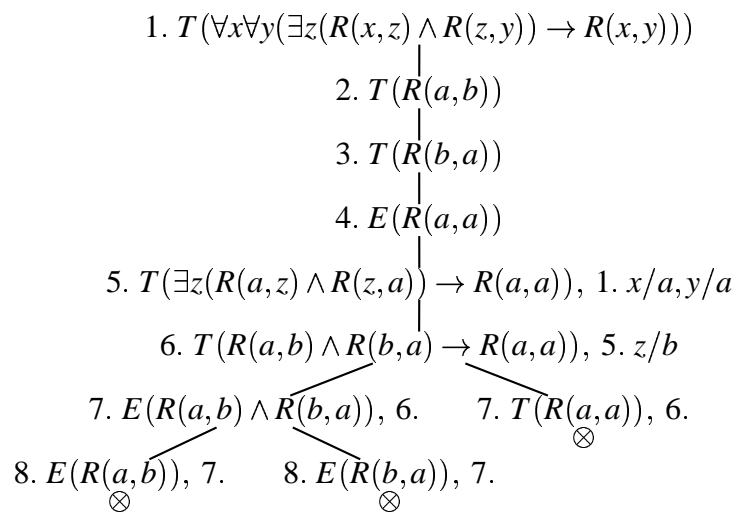 1. T(∀x∀y(∃z(R(x,z) ∧ R(z,y)) → R(x,y)))
2. T(R(a,b))
3. T(R(b,a))
4. E(R(a,a))
5. T(∃z(R(a,z) ∧ R(z,a)) → R(a,a)), 1. x/a,y/a
6. T(R(a,b) ∧ R(b,a) → R(a,a)), 5. z/b
7. E(R(a,b) ∧ R(b,a)), 6. 7. T(R(a,a)), 6.
⊗
8. E(R(a,b)), 7. 8. E(R(b,a)), 7.
⊗ ⊗